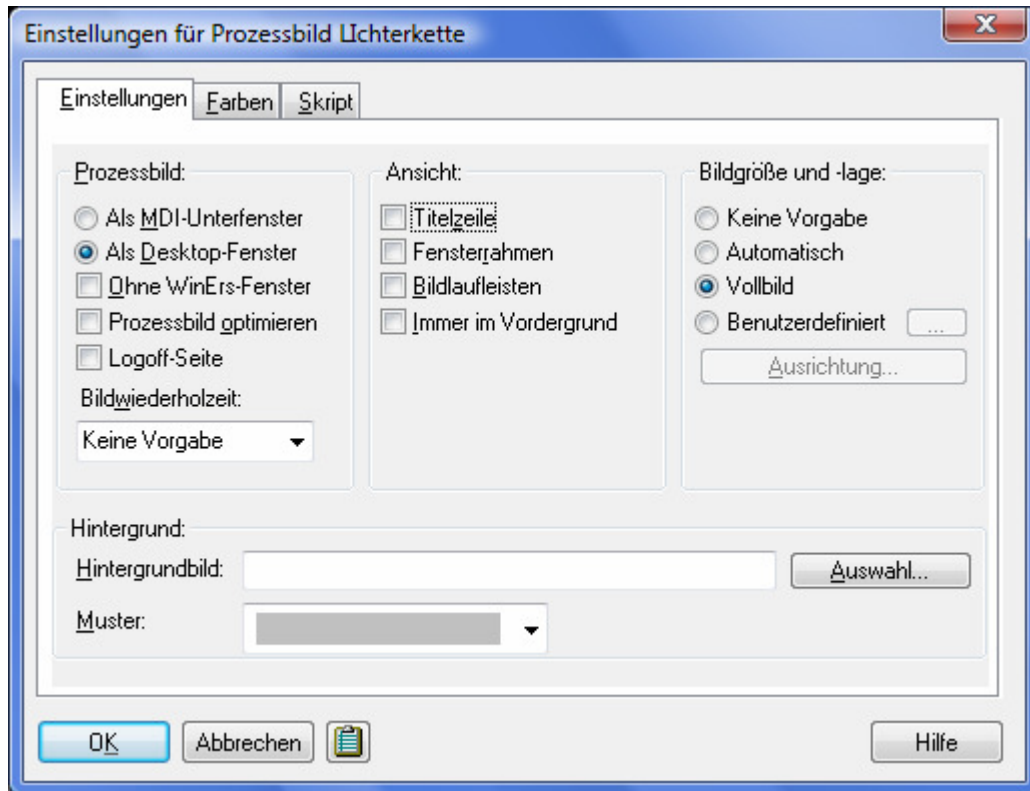 Einstellungen für Prozessbild LIchterkette
Einstellungen
Farben
Skript
Prozessbild:
Als MDI-Unterfenster
Als Desktop-Fenster
Ohne WinErs-Fenster
Prozessbild optimieren
Logoff-Seite
Bildwiederholzeit:
Keine Vorgabe
Ansicht:
Titelzeile
Fensterrahmen
Bildlaufleisten
Immer im Vordergrund
Bildgröße und -lage:
Keine Vorgabe
Automatisch
Vollbild
Benutzerdefiniert
...
Ausrichtung...
Hintergrund:
Hintergrundbild:
Auswahl...
Muster:
OK
Abbrechen
Hilfe